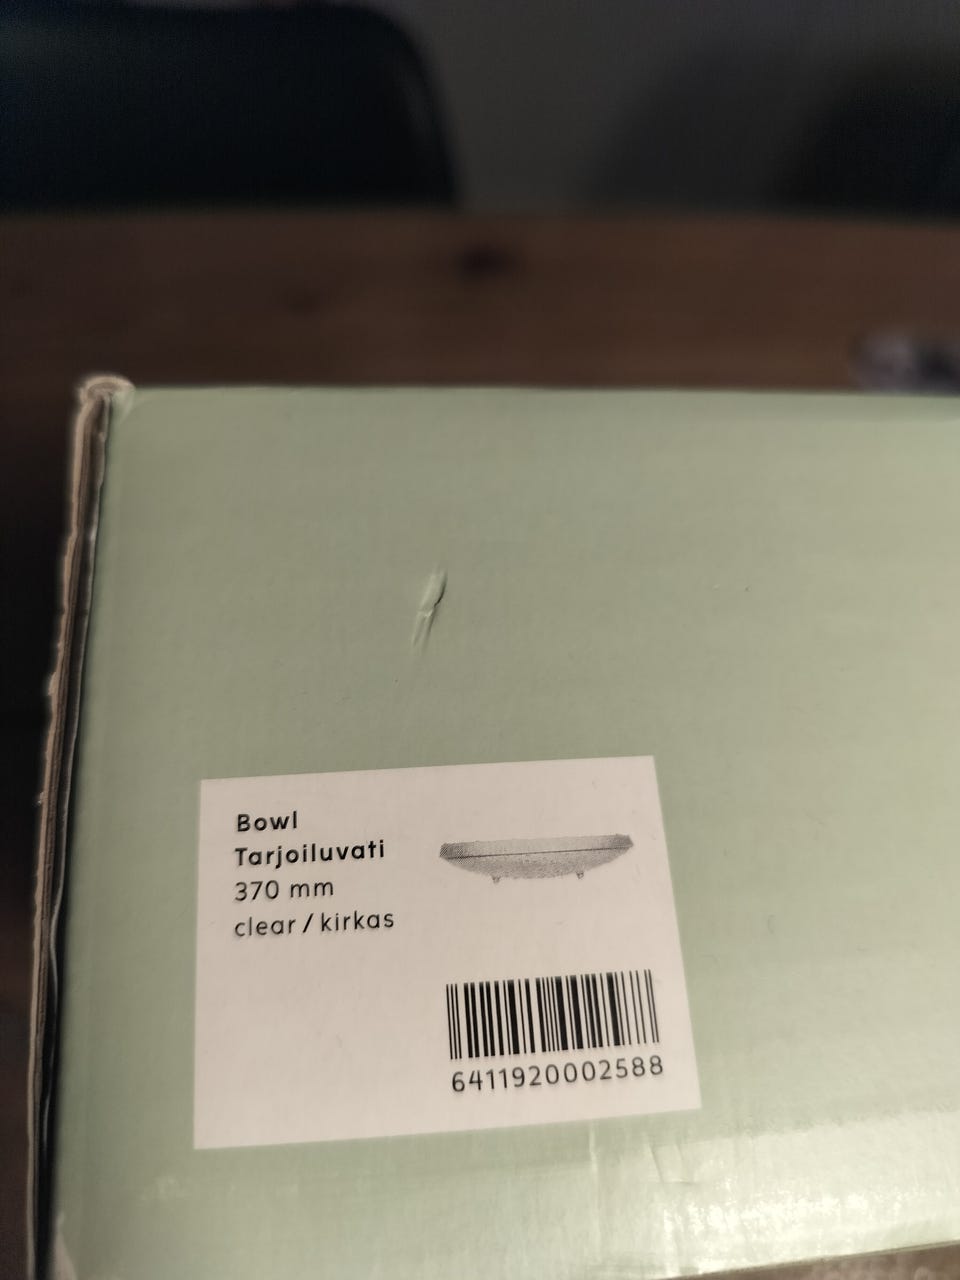 Bowl
Tarjoiluvati
370 mm
clear / kirkas
6411920002588